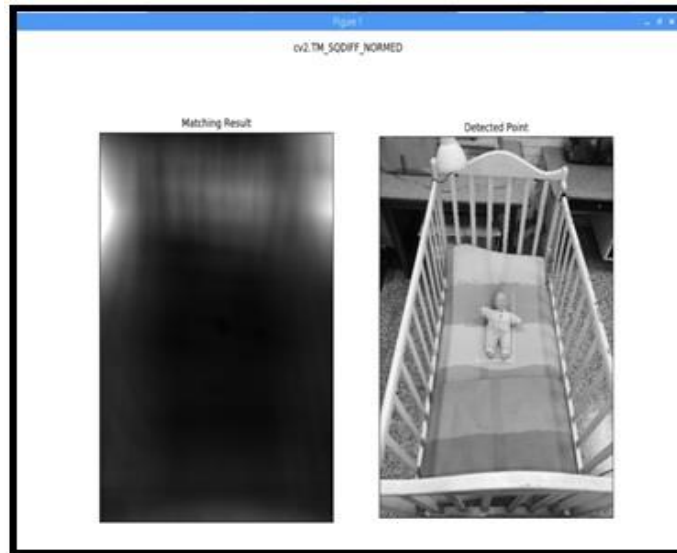 Figure 1
cv2.TM_SQDIFF_NORMED
Matching Result
Detected Point